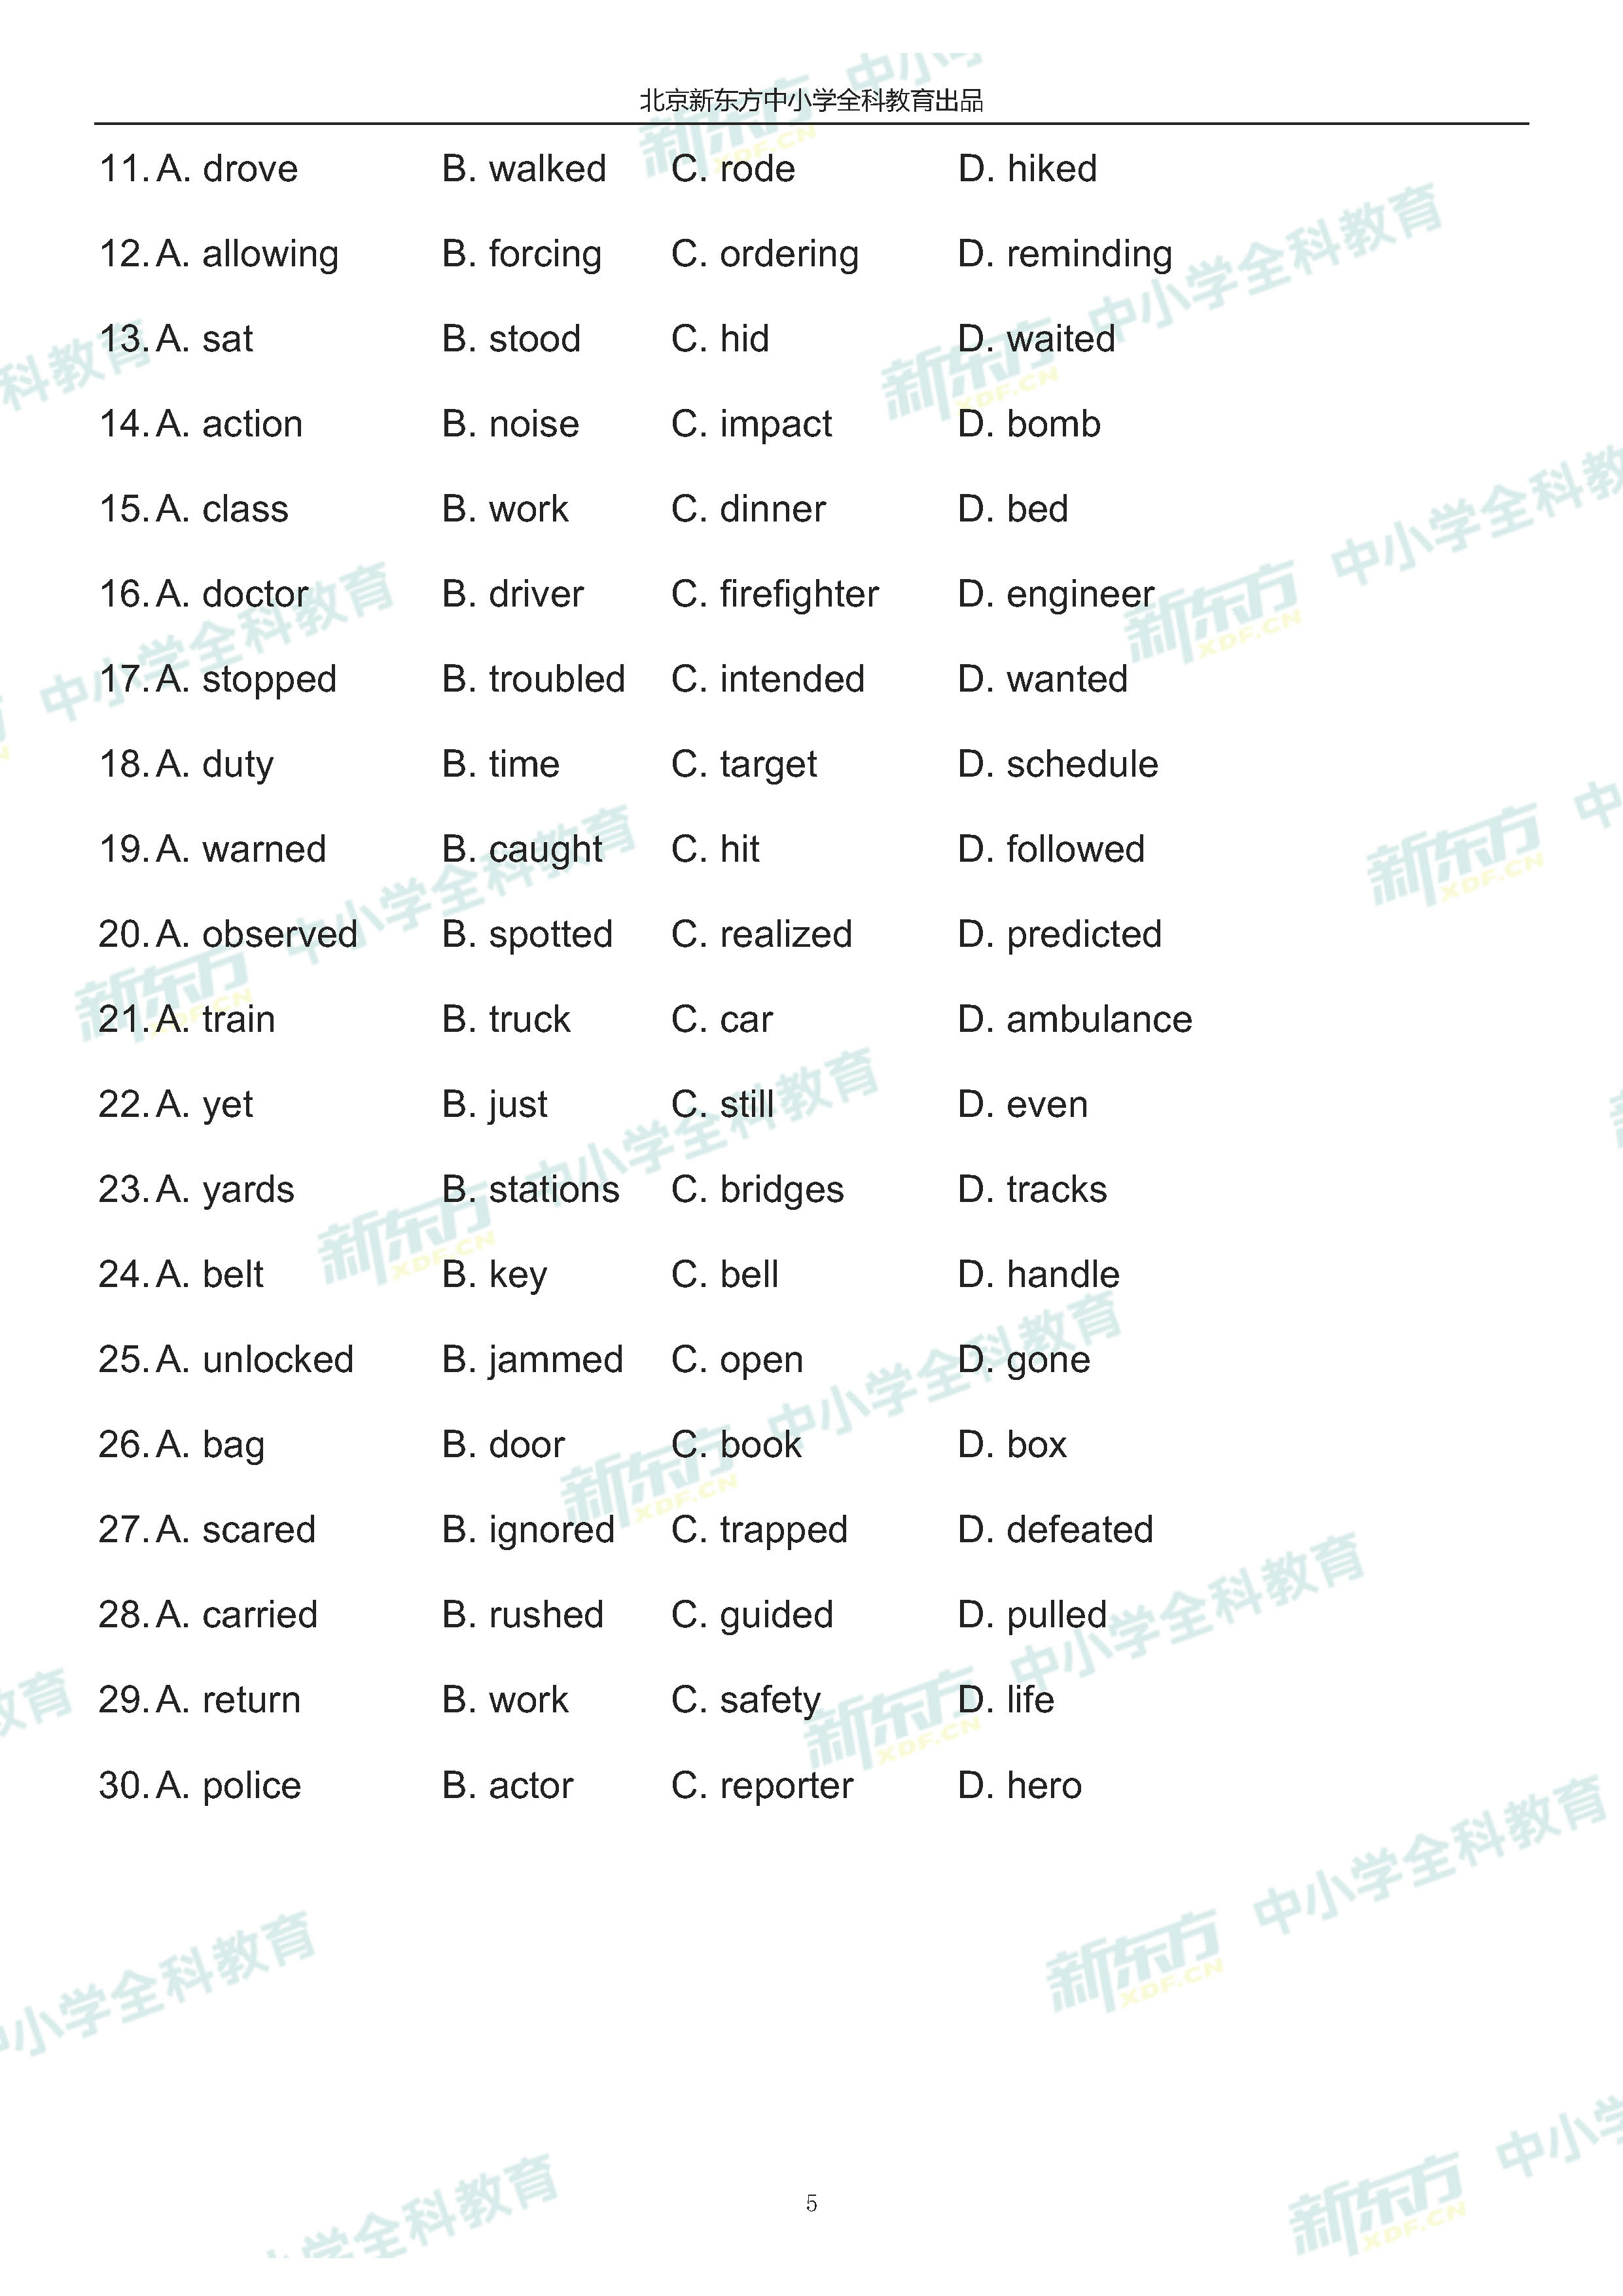 北京新东方中小学全科教育出品
11. A. drove B. walked C. rode D. hiked
12. A. allowing B. forcing C. ordering D. reminding
13. A. sat B. stood C. hid D. waited
14. A. action B. noise C. impact D. bomb
15. A. class B. work C. dinner D. bed
16. A. doctor B. driver C. firefighter D. engineer
17. A. stopped B. troubled C. intended D. wanted
18. A. duty B. time C. target D. schedule
19. A. warned B. caught C. hit D. followed
20. A. observed B. spotted C. realized D. predicted
21. A. train B. truck C. car D. ambulance
22. A. yet B. just C. still D. even
23. A. yards B. stations C. bridges D. tracks
24. A. belt B. key C. bell D. handle
25. A. unlocked B. jammed C. open D. gone
26. A. bag B. door C. book D. box
27. A. scared B. ignored C. trapped D. defeated
28. A. carried B. rushed C. guided D. pulled
29. A. return B. work C. safety D. life
30. A. police B. actor C. reporter D. hero
5